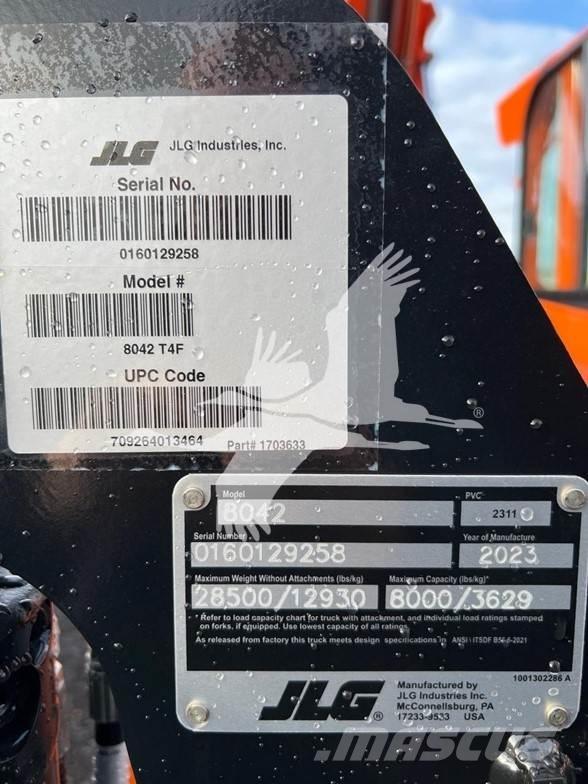 JLG JLG Industries, Inc.
Serial No.
0160129258
Model #
8042 T4F
UPC Code
709264013464 Part# 1703633
®
Model PVC
8042 2311
Serial Number Year of Manufacture
0160129258 2023
Maximum Weight Without Attachments (lbs/kg) Maximum Capacity (lbs/kg)*
28500/12930 8000/3629
* Refer to load capacity chart for truck with attachment, and individual load ratings stamped
on forks, if equipped. Use lowest capacity of all ratings.
As released from factory this truck meets design specifications in ANSI / ITSDF B56.6-2021
1001302286 A
JLG® Manufactured by
JLG Industries Inc.
McConnellsburg, PA
17233-9533 USA
MASCUS